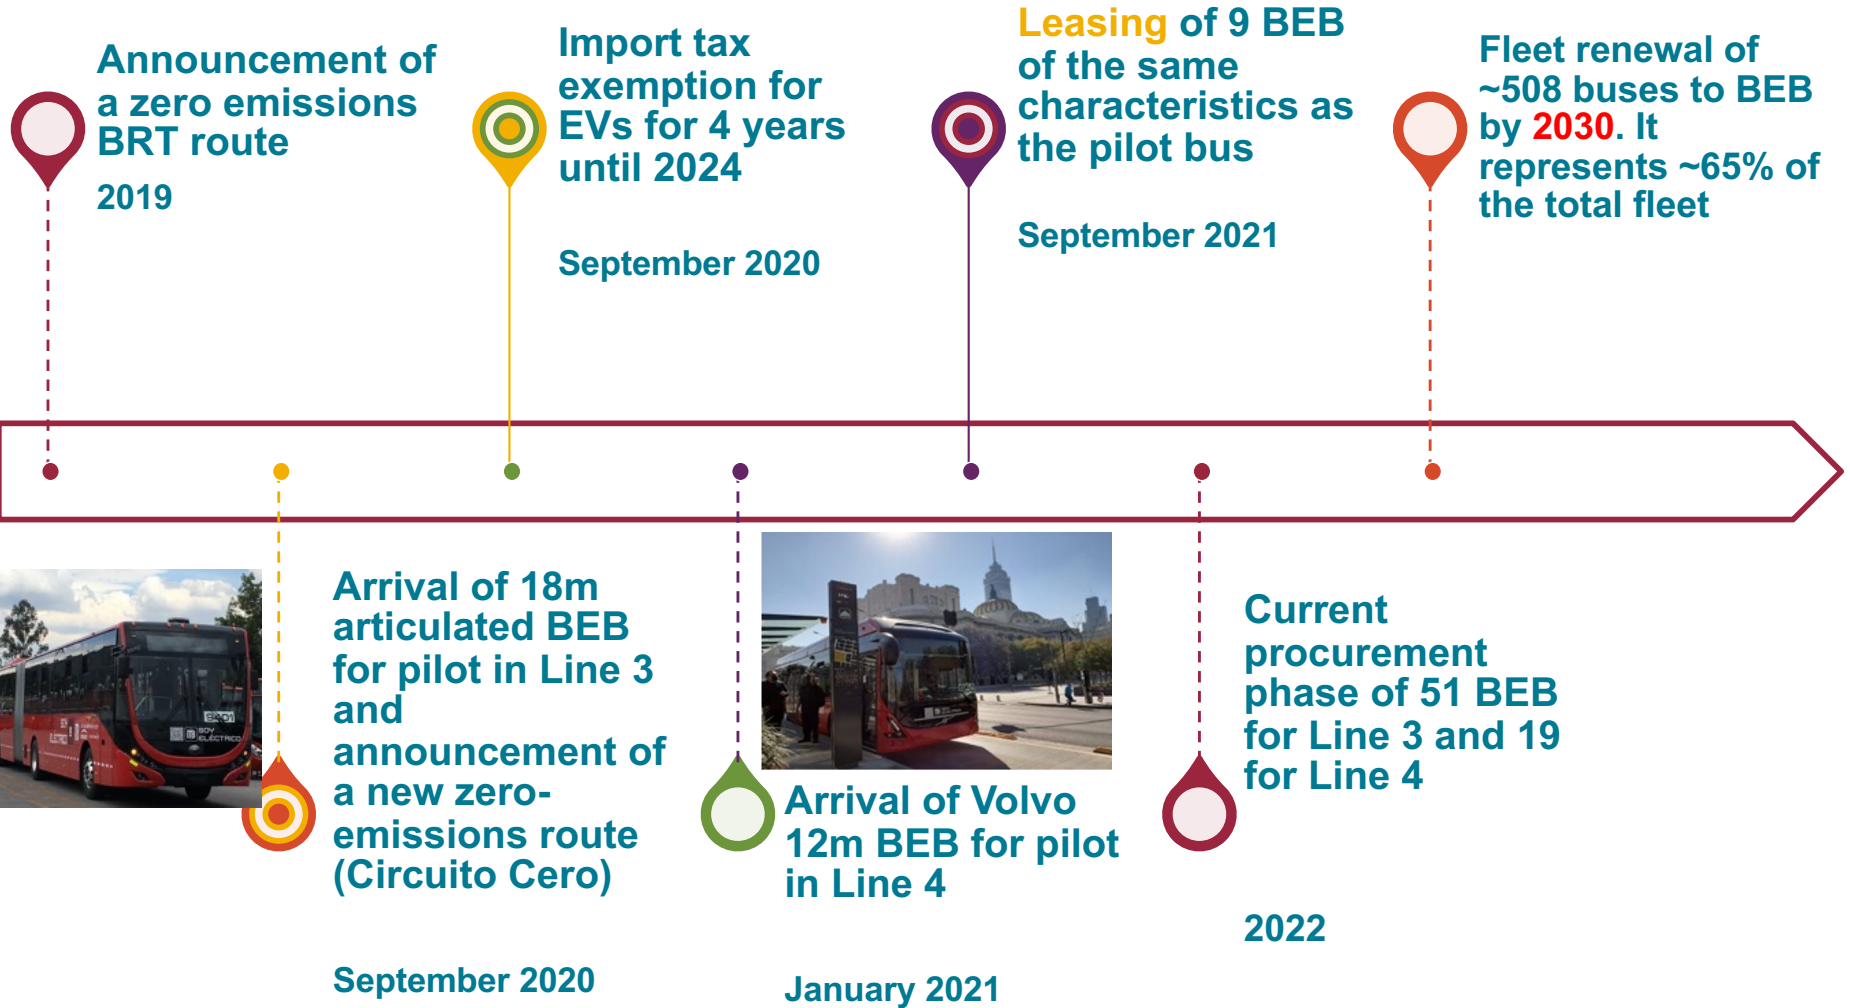 Announcement of
a zero emissions
BRT route
2019
Import tax
exemption for
EVs for 4 years
until 2024
September 2020
Leasing of 9 BEB
of the same
characteristics as
the pilot bus
September 2021
Fleet renewal of
~508 buses to BEB
by 2030. It
represents ~65% of
the total fleet
9401
SOY
ELÉCTRICO
Arrival of 18m
articulated BEB
for pilot in Line 3
and
announcement of
a new zero-
emissions route
(Circuito Cero)
September 2020
Arrival of Volvo
12m BEB for pilot
in Line 4
January 2021
Current
procurement
phase of 51 BEB
for Line 3 and 19
for Line 4
2022